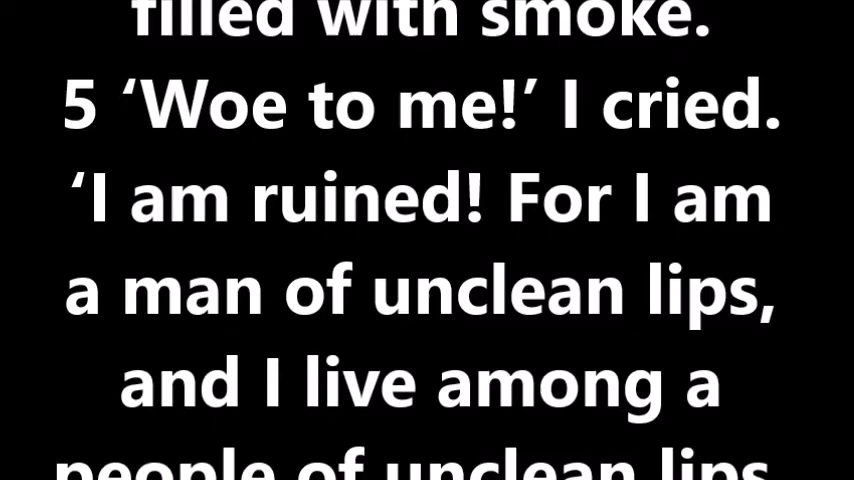 filled with smoke.
5 ‘Woe to me!’ I cried.
‘I am ruined! For I am
a man of unclean lips,
and I live among a
people of unclean lips,